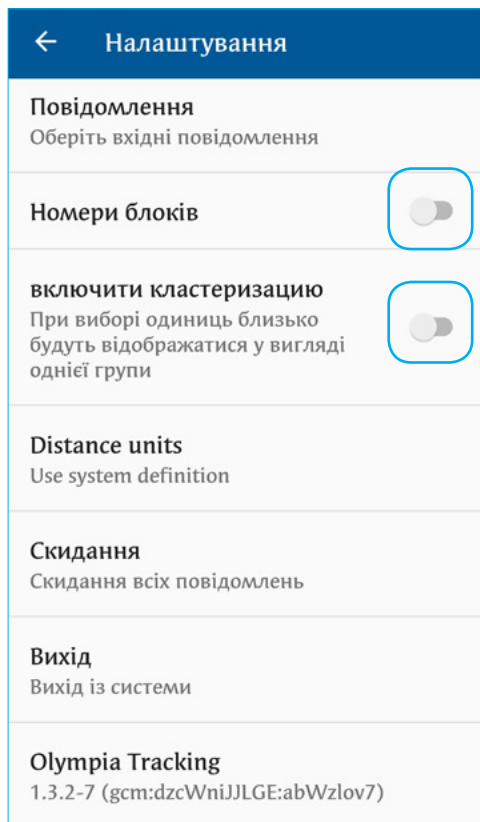 Налаштування
Повідомлення
Оберіть вхідні повідомлення
Номери блоків
включити кластеризацию
При виборі одиниць близько
будуть відображатися у вигляді
однієї групи
Distance units
Use system definition
Скидання
Скидання всіх повідомлень
Вихід
Вихід із системи
Olympia Tracking
1.3.2-7 (gcm:dzcWniJJLGE:abWzlov7)